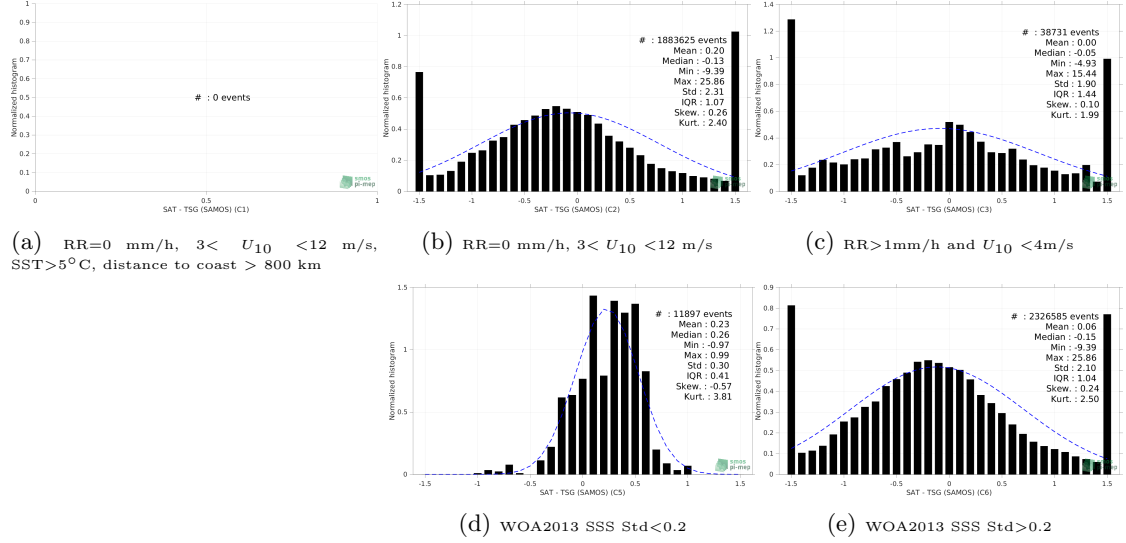 1
0.9
0.8
0.7
0.6
0.5
0.4
0.3
0.2
0.1
0
Normalized histogram
# : 0 events
smos
pi-mep
0 0.5 1
SAT - TSG (SAMOS) (C1)
(a) RR=0 mm/h, 3< U10 <12 m/s,
SST>5°C, distance to coast > 800 km
1.2
1
0.8
0.6
0.4
0.2
0
Normalized histogram
# : 1883625 events
Mean : 0.20
Median : -0.13
Min : -9.39
Max : 25.86
Std : 2.31
IQR : 1.07
Skew. : 0.26
Kurt. : 2.40
smos
pi-mep
-1.5 -1 -0.5 0 0.5 1 1.5
SAT - TSG (SAMOS) (C2)
(b) RR=0 mm/h, 3< U10 <12 m/s
1.4
1.2
1
0.8
0.6
0.4
0.2
0
Normalized histogram
# : 38731 events
Mean : 0.00
Median : -0.05
Min : -4.93
Max : 15.44
Std : 1.90
IQR : 1.44
Skew. : 0.10
Kurt. : 1.99
smos
pi-mep
-1.5 -1 -0.5 0 0.5 1 1.5
SAT - TSG (SAMOS) (C3)
(c) RR>1mm/h and U10 <4m/s
1.5
1
0.5
0
Normalized histogram
# : 11897 events
Mean : 0.23
Median : 0.26
Min : -0.97
Max : 0.99
Std : 0.30
IQR : 0.41
Skew. : -0.57
Kurt. : 3.81
smos
pi-mep
-1.5 -1 -0.5 0 0.5 1 1.5
SAT - TSG (SAMOS) (C5)
(d) WOA2013 SSS Std<0.2
0.9
0.8
0.7
0.6
0.5
0.4
0.3
0.2
0.1
0
Normalized histogram
# : 2326585 events
Mean : 0.06
Median : -0.15
Min : -9.39
Max : 25.86
Std : 2.10
IQR : 1.04
Skew. : 0.24
Kurt. : 2.50
smos
pi-mep
-1.5 -1 -0.5 0 0.5 1 1.5
SAT - TSG (SAMOS) (C6)
(e) WOA2013 SSS Std>0.2